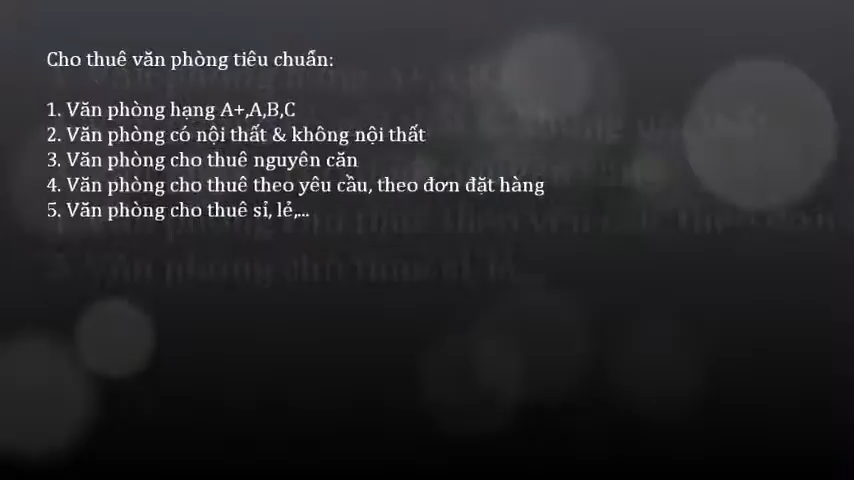 Cho thuê văn phòng tiêu chuẩn:
1. Văn phòng hạng A+,A,B,C
2. Văn phòng có nội thất & không nội thất
3. Văn phòng cho thuê nguyên căn
4. Văn phòng cho thuê theo yêu cầu, theo đơn đặt hàng
5. Văn phòng cho thuê sỉ, lẻ,...